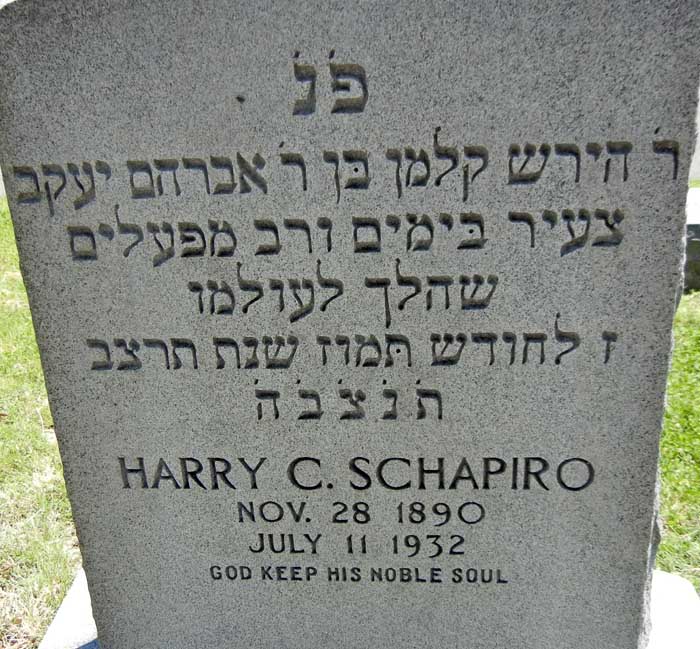 פ׳נ׳
ר׳ הירש קלמן בן ר׳ אברהם יעקב
צעיר בימים ורב מפעלים
שהלך לעולמו
ז לחודש תמוז שנת תרצב
ת׳נ׳צ׳ב׳ה׳
HARRY C. SCHAPIRO
NOV. 28 1890
JULY 11 1932
GOD KEEP HIS NOBLE SOUL